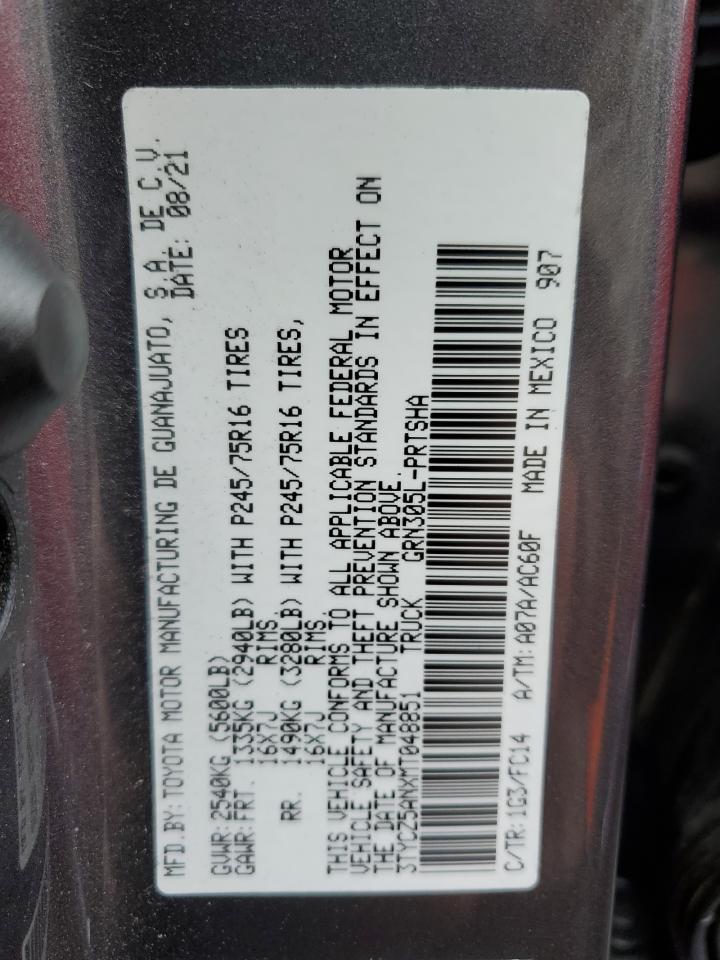 MFD.BY: TOYOTA MOTOR MANUFACTURING DE GUANAJUATO, S.A. DE C.V.
DATE: 08/21
GVWR: 2540KG (5600LB)
GAWR: FRT. 1335KG (2940LB) WITH P245/75R16 TIRES
16X7J RIMS.
RR. 1490KG (3280LB) WITH P245/75R16 TIRES,
16X7J RIMS.
THIS VEHICLE CONFORMS TO ALL APPLICABLE FEDERAL MOTOR
VEHICLE SAFETY AND THEFT PREVENTION STANDARDS IN EFFECT ON
THE DATE OF MANUFACTURE SHOWN ABOVE.
3TYCZ5ANXMT048851 TRUCK GRN305L-PRTSHA
C/TR: 1G3/FC14 A/TM: A07A/AC60F MADE IN MEXICO 907